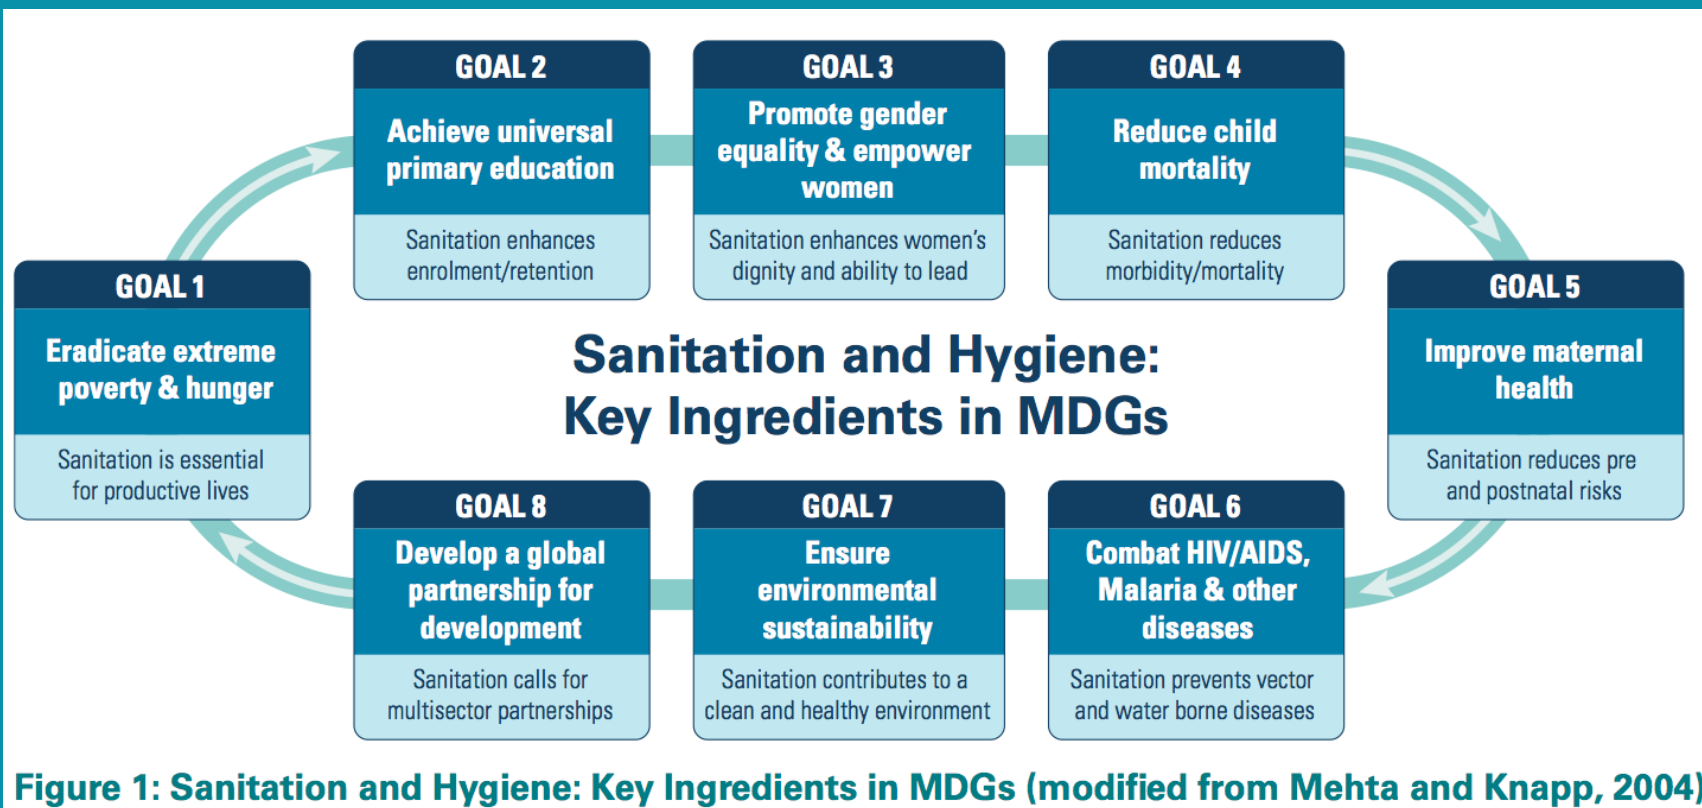 GOAL 1
Eradicate extreme
poverty & hunger
Sanitation is essential
for productive lives
GOAL 2
Achieve universal
primary education
Sanitation enhances
enrolment/retention
GOAL 3
Promote gender
equality & empower
women
Sanitation enhances women's
dignity and ability to lead
GOAL 4
Reduce child
mortality
Sanitation reduces
morbidity/mortality
GOAL 5
Improve maternal
health
Sanitation reduces pre
and postnatal risks
Sanitation and Hygiene:
Key Ingredients in MDGs
GOAL 6
Combat HIV/AIDS,
Malaria & other
diseases
Sanitation prevents vector
and water borne diseases
GOAL 7
Ensure
environmental
sustainability
Sanitation contributes to a
clean and healthy environment
GOAL 8
Develop a global
partnership for
development
Sanitation calls for
multisector partnerships
Figure 1: Sanitation and Hygiene: Key Ingredients in MDGs (modified from Mehta and Knapp, 2004)